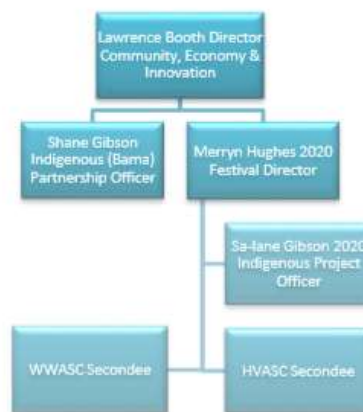 Lawrence Booth Director
Community, Economy &
Innovation
Shane Gibson
Indigenous (Bama)
Partnership Officer
Merryn Hughes 2020
Festival Director
Sa-Iane Gibson 2020
Indigenous Project
Officer
WWASC Secondee
HVASC Secondee